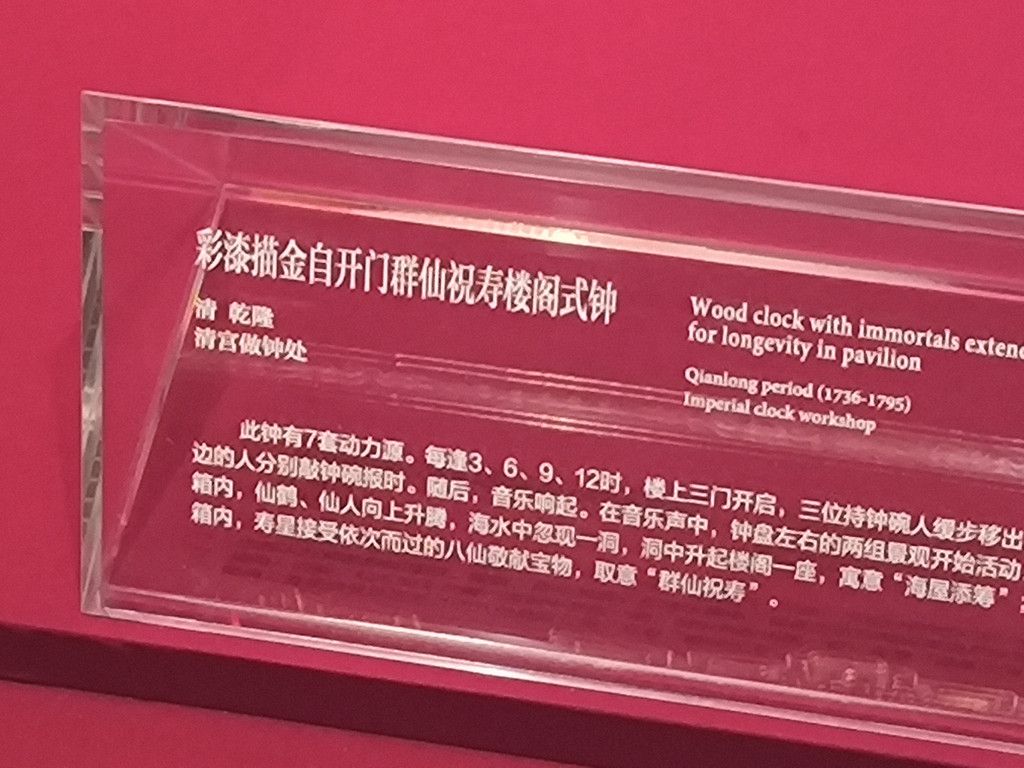 彩漆描金自开门群仙祝寿楼阁式钟
清 乾隆
清宫做钟处
Wood clock with immortals
for longevity in pavilion
Qianlong period (1736-1795)
Imperial clock workshop
此钟有7套动力源。每逢3、6、9、12时，楼上三门开启，三位持钟碗人缓步移出
边的人分别敲钟碗报时。随后，音乐响起。在音乐声中，钟盘左右的两组景观开始活动
箱内，仙鹤、仙人向上升腾，海水中忽现一洞，洞中升起楼阁一座，寓意“海屋添筹”
箱内，寿星接受依次而过的八仙敬献宝物，取意“群仙祝寿”。